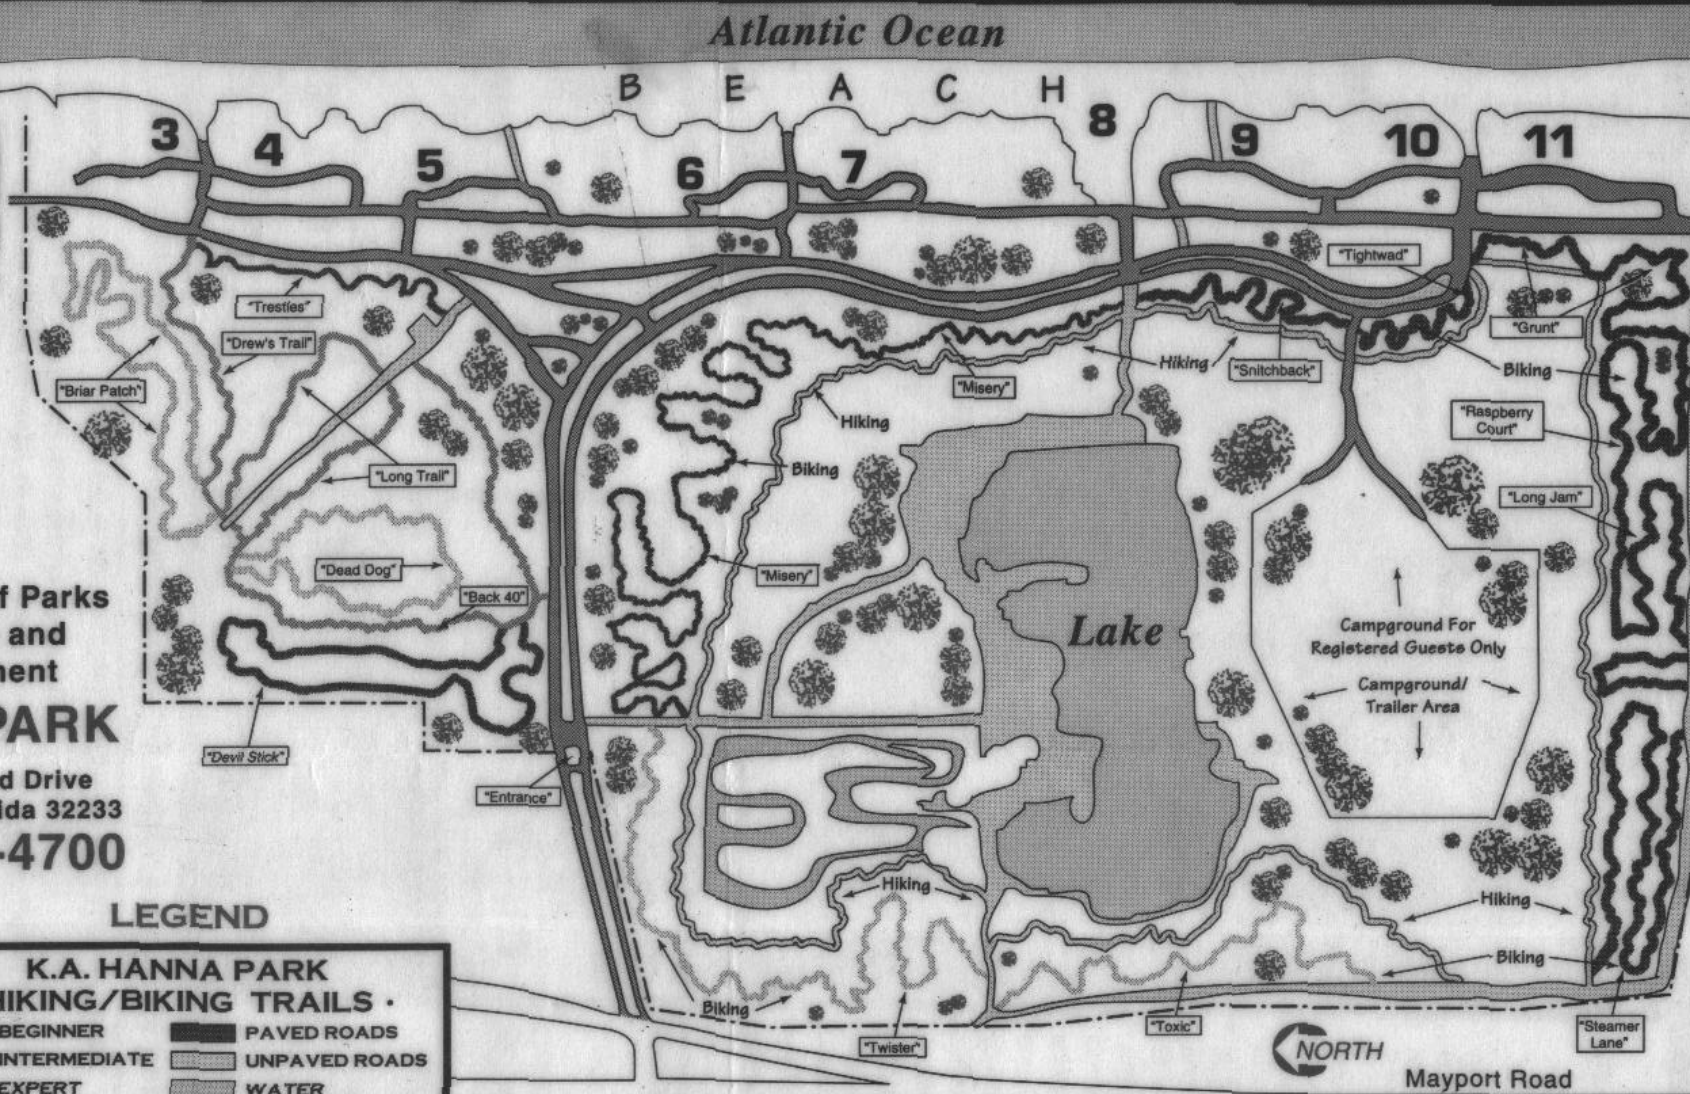 Atlantic Ocean
B E A C H
3
4
5
6
7
8
9
10
11
"Tightwad"
"Trestles"
"Grunt"
"Drew's Trail"
"Briar Patch"
Hiking
"Snitchback"
Biking
"Misery"
Hiking
"Raspberry
Court"
Biking
"Long Trail"
"Long Jam"
"Dead Dog"
"Misery"
"Back 40"
f Parks
and
ment
Lake
Campground For
Registered Guests Only
Campground/
Trailer Area
PARK
"Devil Stick"
d Drive
"Entrance"
ida 32233
-4700
Hiking
Hiking
LEGEND
K.A. HANNA PARK
HIKING/BIKING TRAILS
BEGINNER
PAVED ROADS
INTERMEDIATE
UNPAVED ROADS
EXPERT
WATER
Biking
Biking
"Twister"
"Toxic"
"Steamer
Lane"
NORTH
Mayport Road